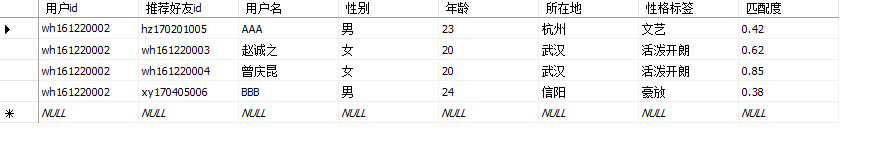 用户id 推荐好友id 用户名 性别 年龄 所在地 性格标签 匹配度
wh161220002 hz170201005 AAA 男 23 杭州 文艺 0.42
wh161220002 wh161220003 赵诚之 女 20 武汉 活泼开朗 0.62
wh161220002 wh161220004 曾庆昆 女 20 武汉 活泼开朗 0.85
wh161220002 xy170405006 BBB 男 24 信阳 豪放 0.38
NULL NULL NULL NULL NULL NULL NULL NULL